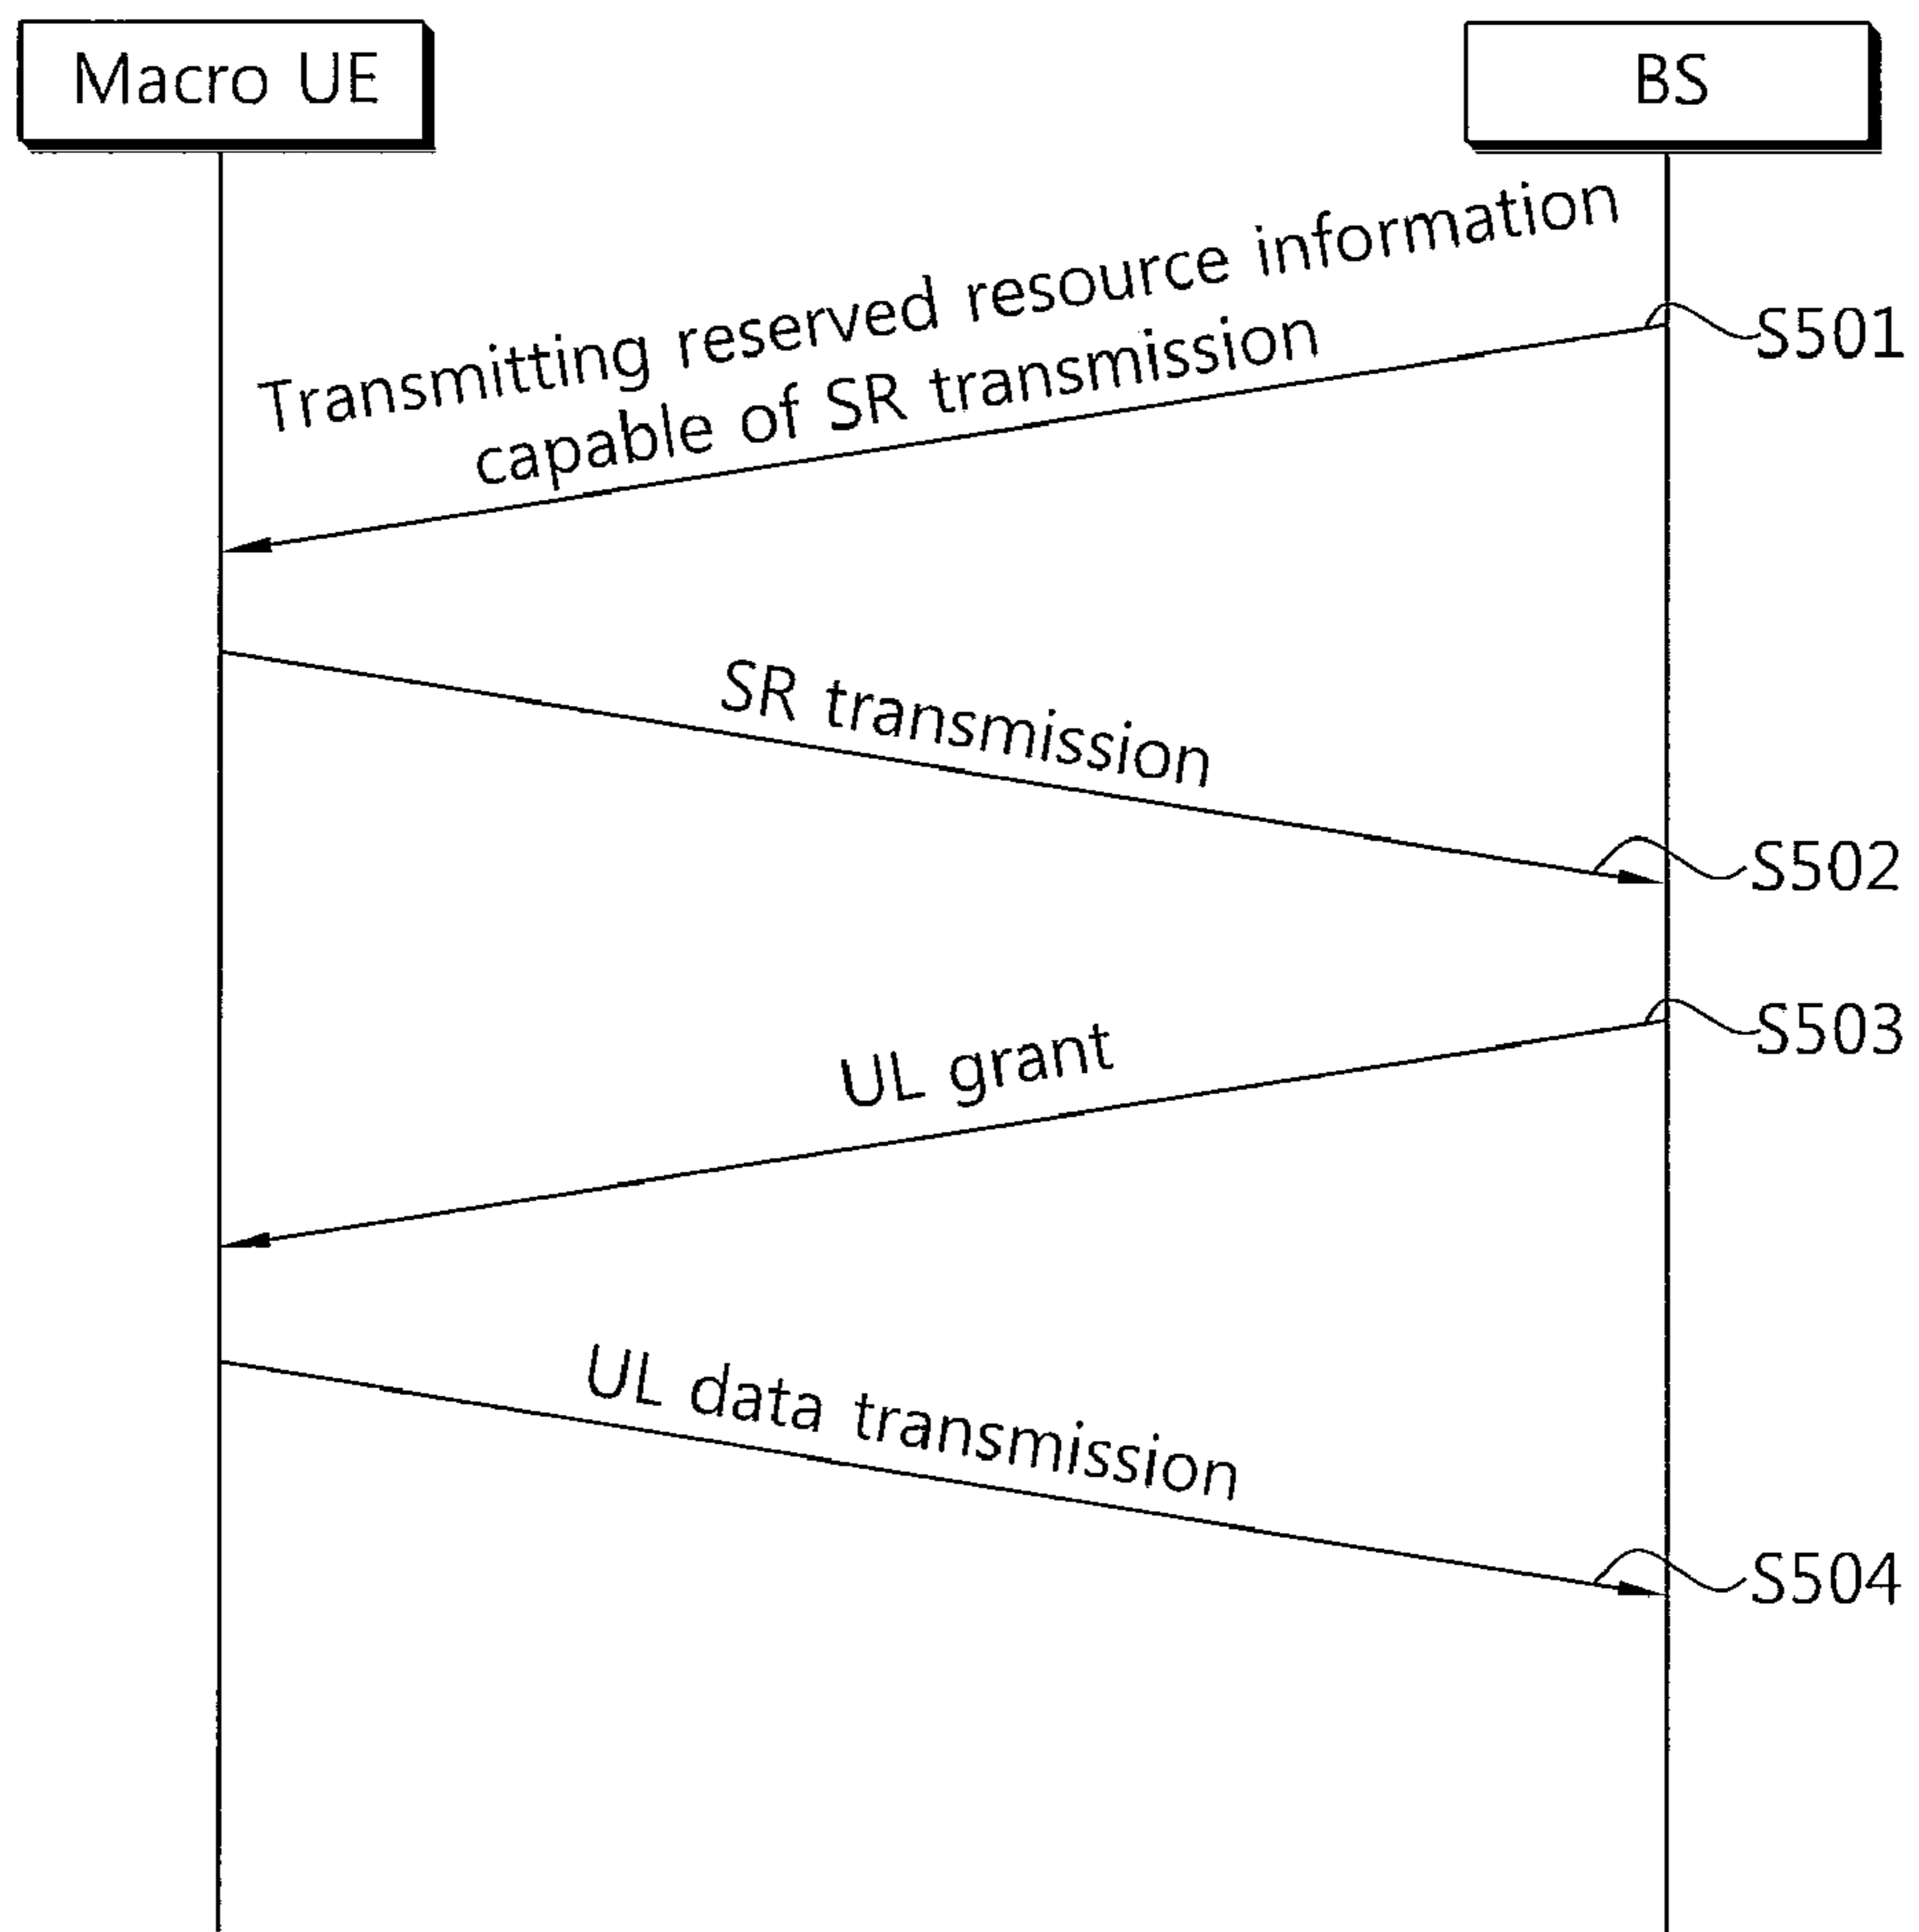 Macro UE
BS
Transmitting reserved resource information
capable of SR transmission
S501
SR transmission
S502
UL grant
S503
UL data transmission
S504